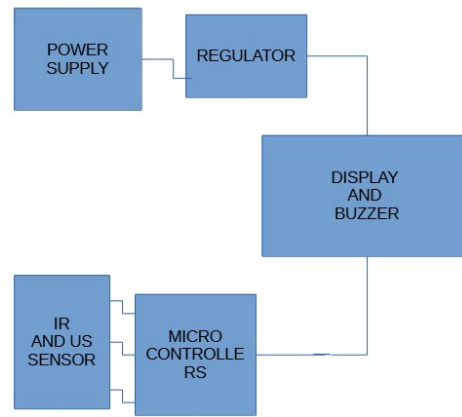 POWER
SUPPLY
REGULATOR
DISPLAY
AND
BUZZER
IR
AND US
SENSOR
MICRO
CONTROLLE
RS